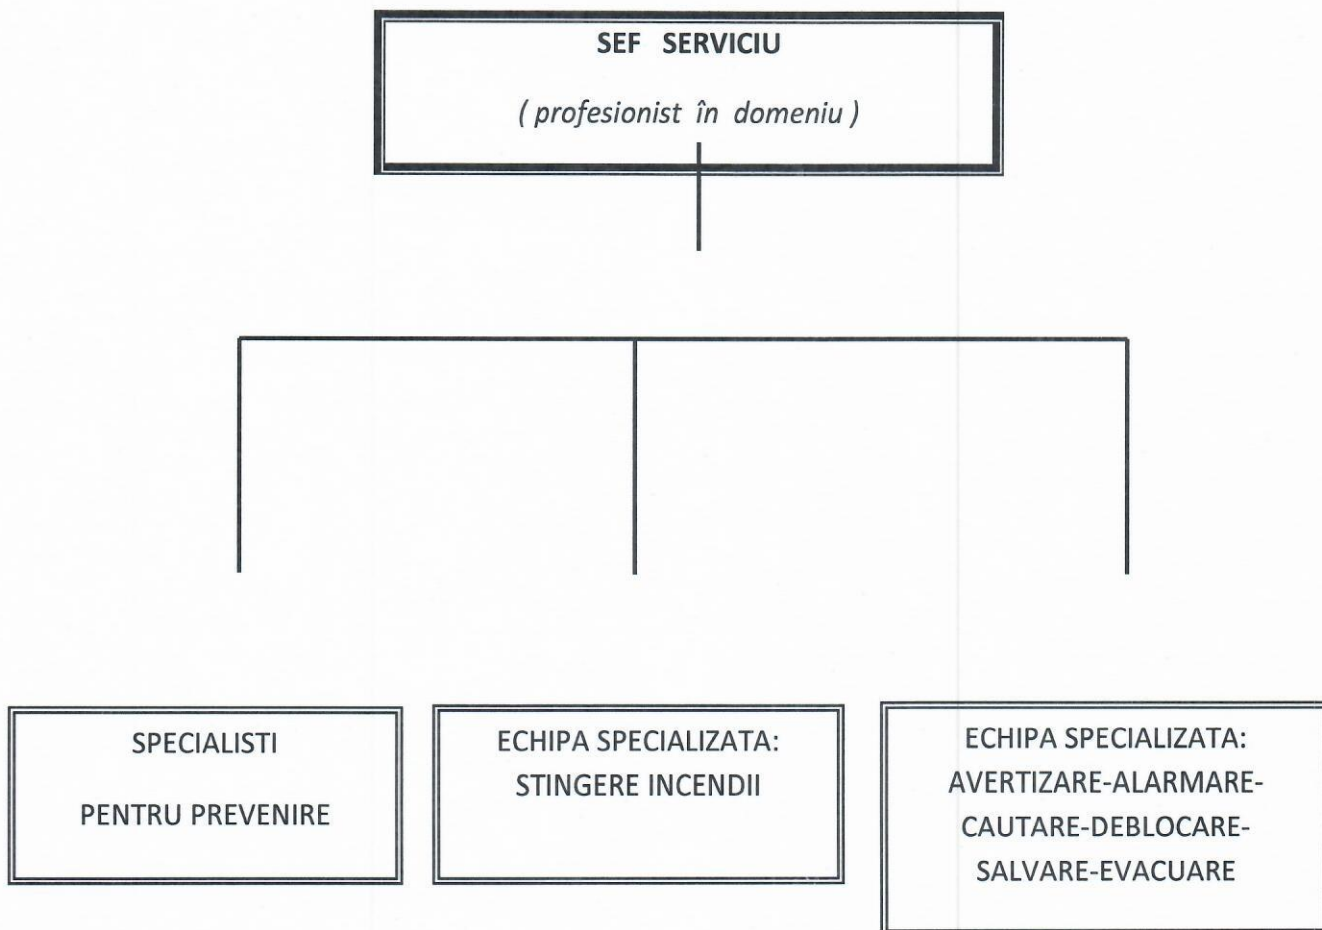 SEF SERVICIU
( profesionist în domeniu )
SPECIALISTI
PENTRU PREVENIRE
ECHIPA SPECIALIZATA:
STINGERE INCENDII
ECHIPA SPECIALIZATA:
AVERTIZARE-ALARMARE-
CAUTARE-DEBLOCARE-
SALVARE-EVACUARE